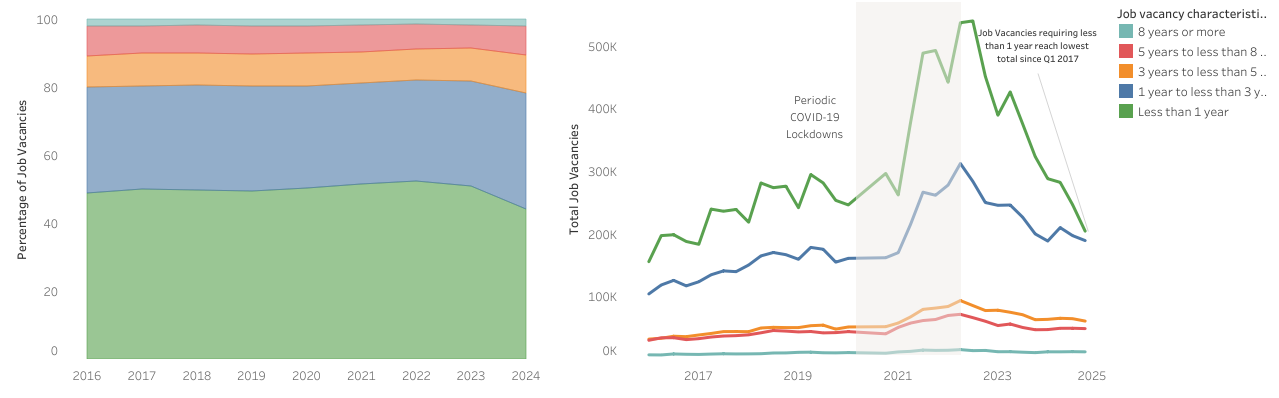 Percentage of Job Vacancies
100
80
60
40
20
0
2016
2017
2018
2019
2020
2021
2022
2023
2024
Total Job Vacancies
500K
400K
300K
200K
100K
0K
2017
2019
2021
2023
2025
Periodic
COVID-19
Lockdowns
Job Vacancies requiring less
than 1 year reach lowest
total since Q1 2017
Job vacancy characteristi..
8 years or more
5 years to less than 8 ..
3 years to less than 5 ..
1 year to less than 3 y..
Less than 1 year